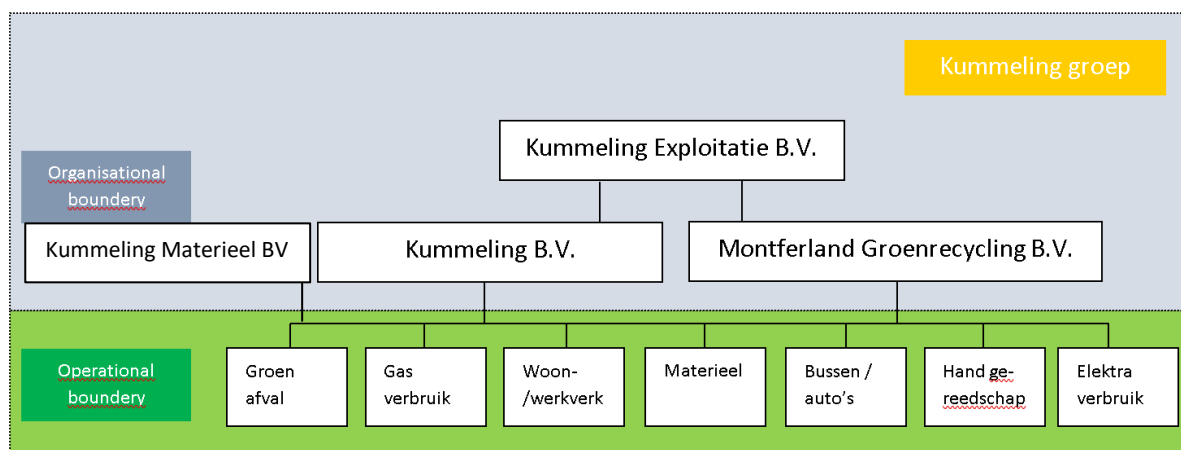 Kummeling groep
Kummeling Exploitatie B.V.
Organisational
boundery
Kummeling Materieel BV
Kummeling B.V.
Montferland Groenrecycling B.V.
Operational
boundery
Groen
afval
Gas
verbruik
Woon-
/werkverk
Materieel
Bussen /
auto's
Hand ge-
reedschap
Elektra
verbruik